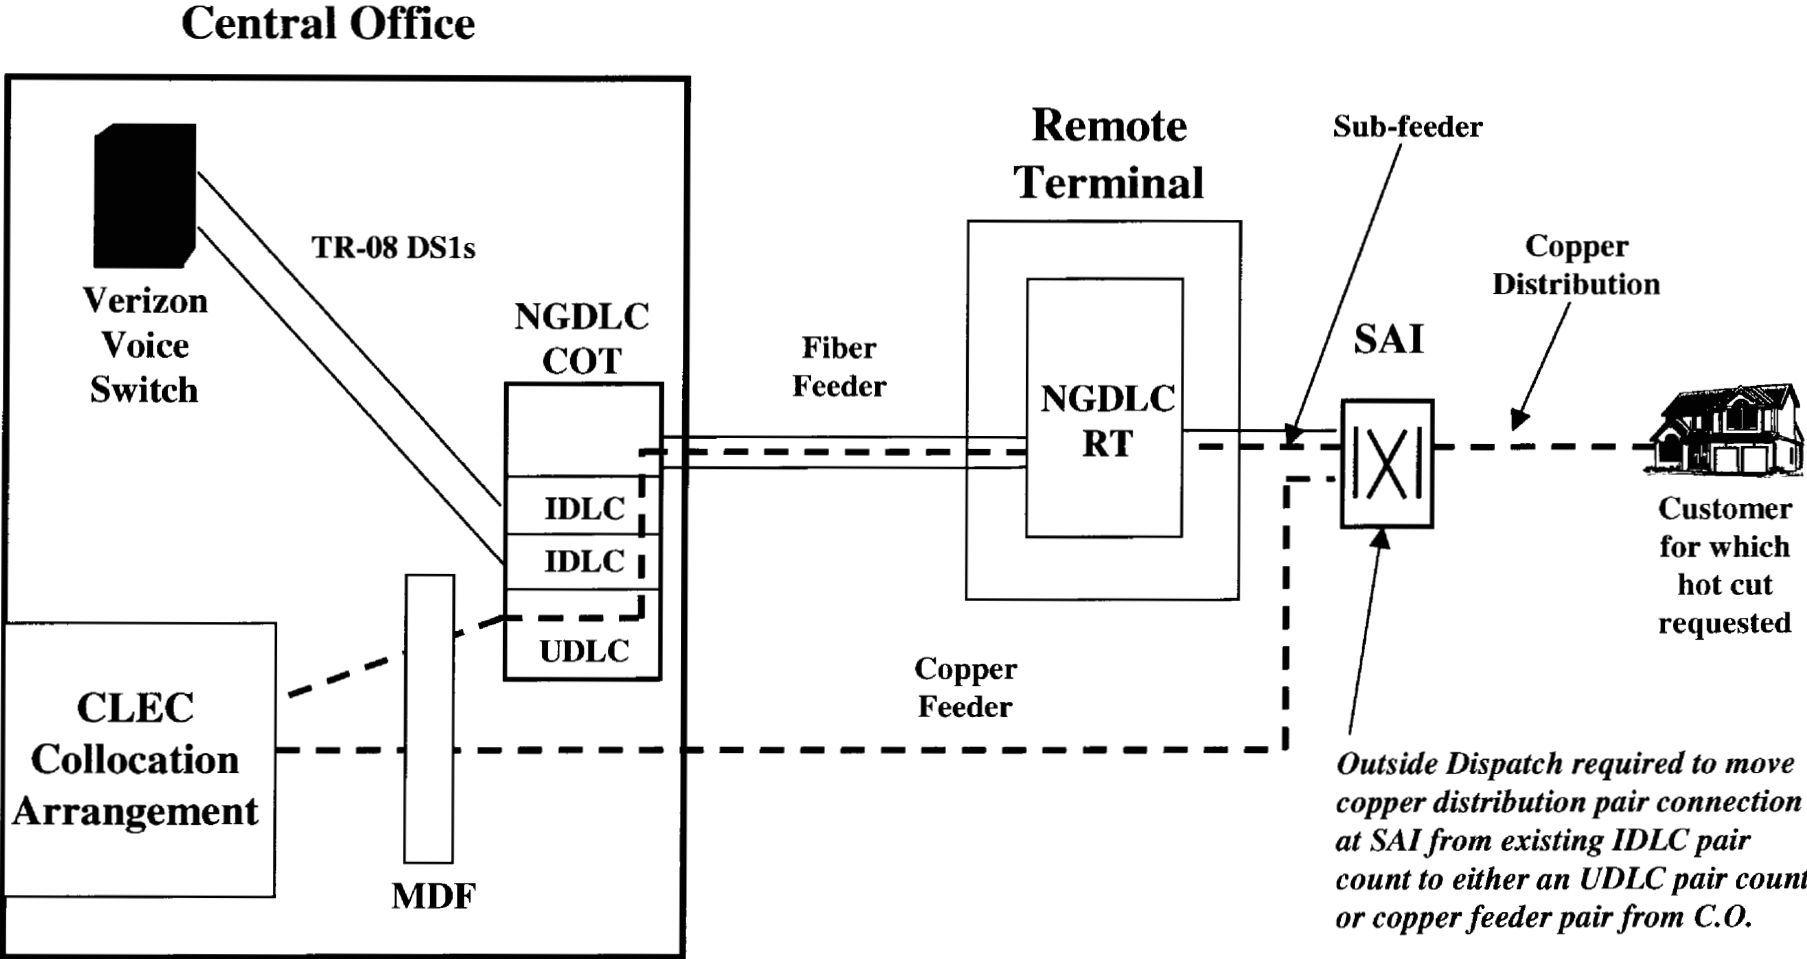 Central Office
Verizon
Voice
Switch
TR-08 DS1s
NGDLC
COT
IDLC
IDLC
UDLC
CLEC
Collocation
Arrangement
MDF
Fiber
Feeder
Copper
Feeder
Remote
Terminal
NGDLC
RT
Sub-feeder
SAI
Copper
Distribution
Customer
for which
hot cut
requested
Outside Dispatch required to move
copper distribution pair connection
at SAI from existing IDLC pair
count to either an UDLC pair count
or copper feeder pair from C.O.